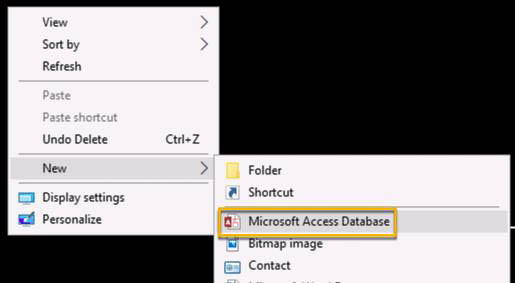 View
Sort by
Refresh
Paste
Paste shortcut
Undo Delete Ctrl+Z
New
Display settings
Personalize
Folder
Shortcut
Microsoft Access Database
Bitmap image
Contact